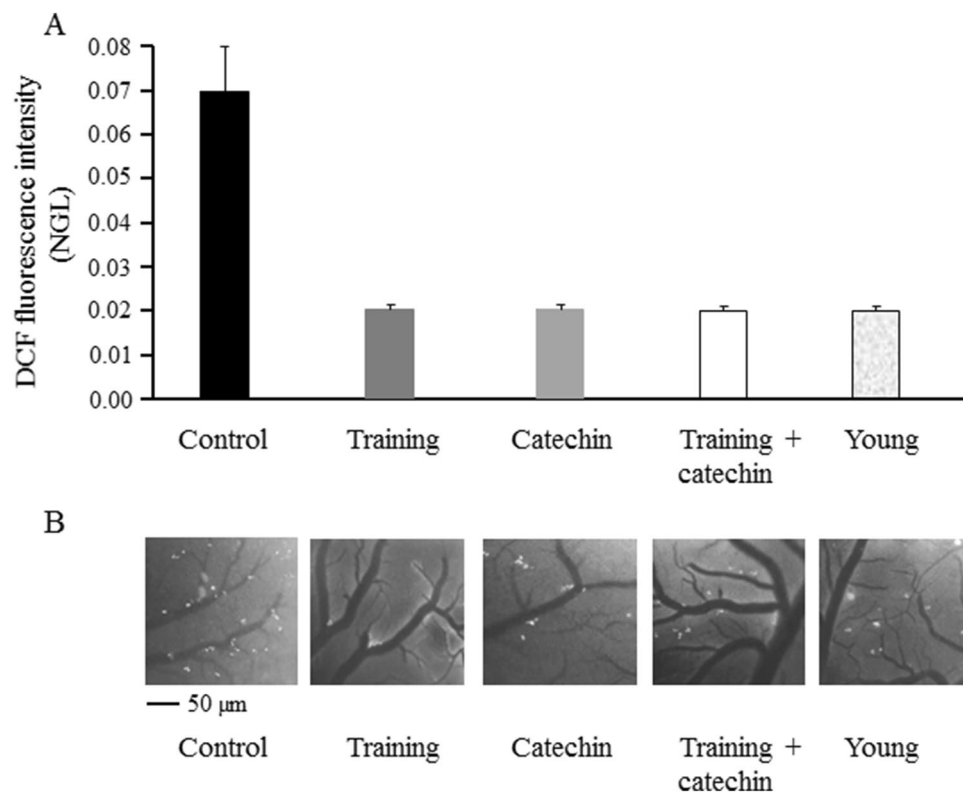 A
DCF fluorescence intensity
(NGL)
0.08
0.07
0.06
0.05
0.04
0.03
0.02
0.01
0.00
Control Training Catechin Training + catechin Young
B
50 µm
Control Training Catechin Training + catechin Young